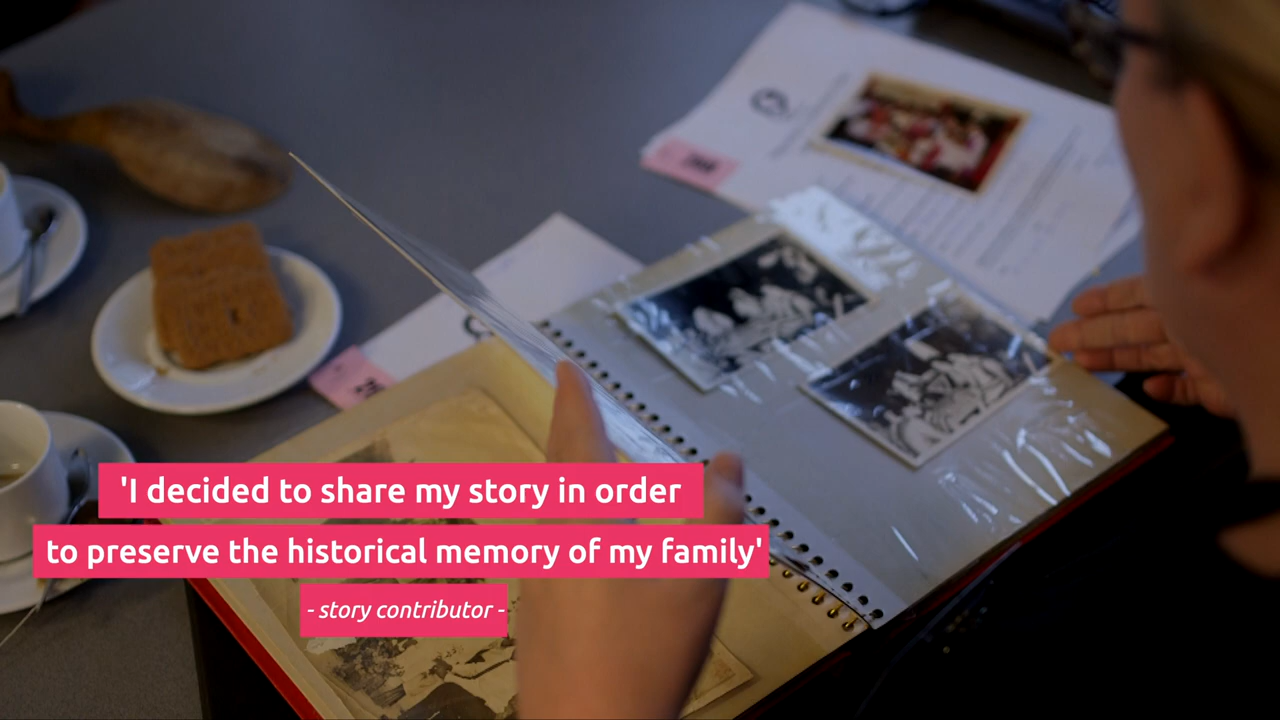 'I decided to share my story in order
to preserve the historical memory of my family'
- story contributor -